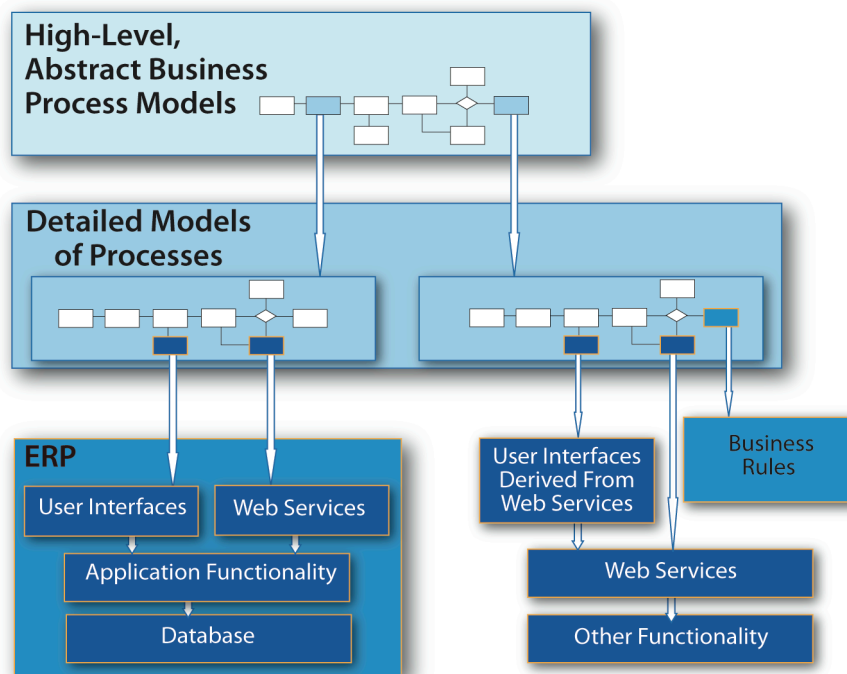 High-Level,
Abstract Business
Process Models
Detailed Models
of Processes
ERP
User Interfaces
Web Services
Application Functionality
Database
User Interfaces
Derived From
Web Services
Business
Rules
Web Services
Other Functionality